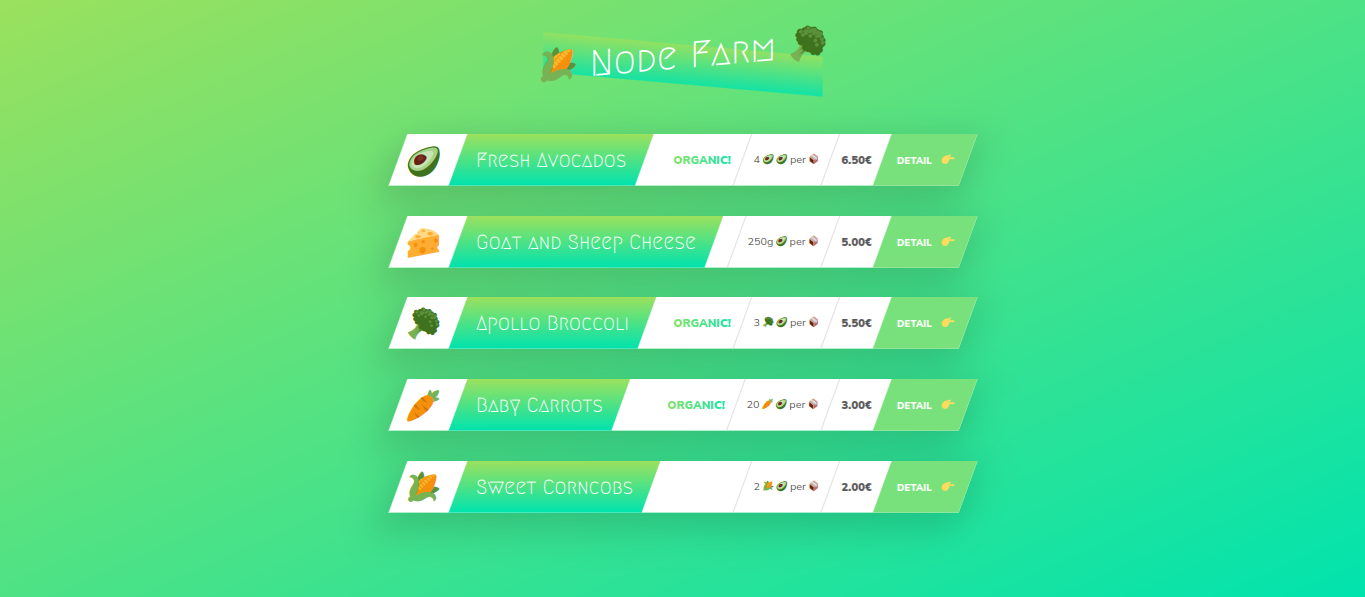 🌽 Node Farm 🥦
🥑 Fresh Avocados ORGANIC! 4 🥑 🥑 per 📦 6.50€ DETAIL 👉
🧀 Goat and Sheep Cheese 250g 🥑 per 📦 5.00€ DETAIL 👉
🥦 Apollo Broccoli ORGANIC! 3 🥦 🥑 per 📦 5.50€ DETAIL 👉
🥕 Baby Carrots ORGANIC! 20 🥕 🥑 per 📦 3.00€ DETAIL 👉
🌽 Sweet Corncobs 2 🌽 🥑 per 📦 2.00€ DETAIL 👉